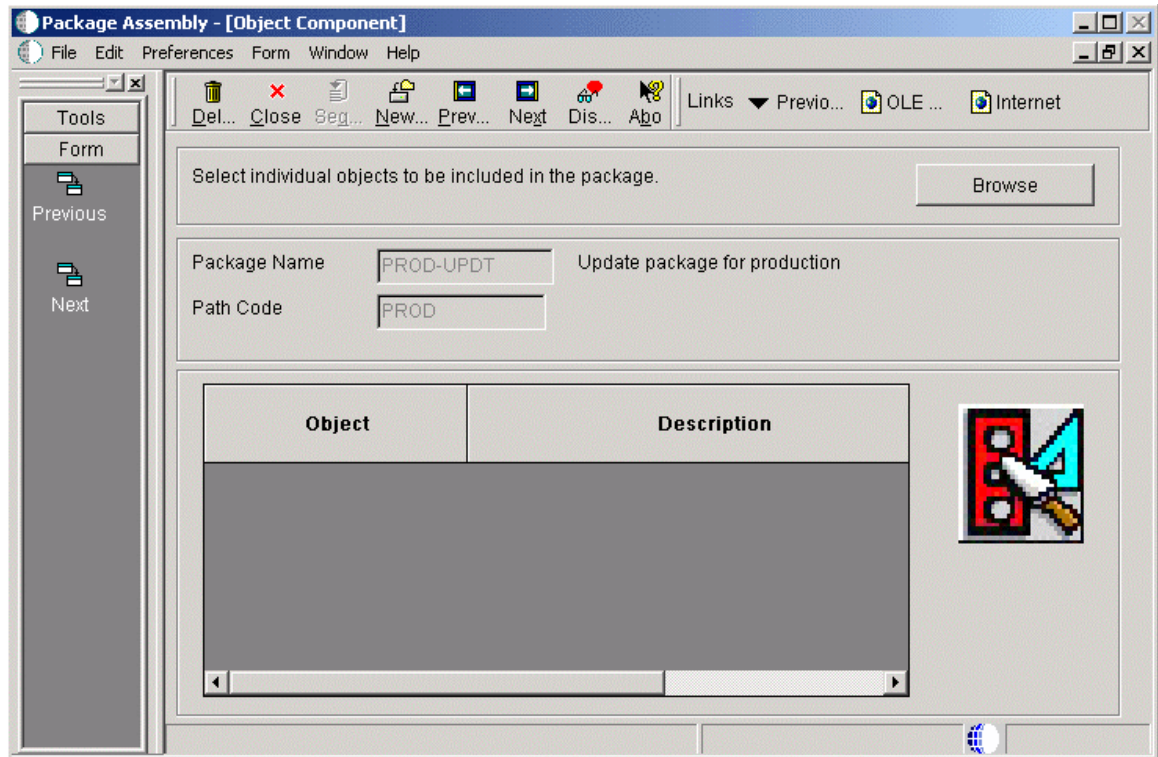 Package Assembly - [Object Component]
File Edit Preferences Form Window Help
Tools
Form
Previous
Next
Del... Close Seq... New... Prev... Next Dis... Abo Links Previo... OLE ... Internet
Select individual objects to be included in the package.
Browse
Package Name PROD-UPDT Update package for production
Path Code PROD
Object Description